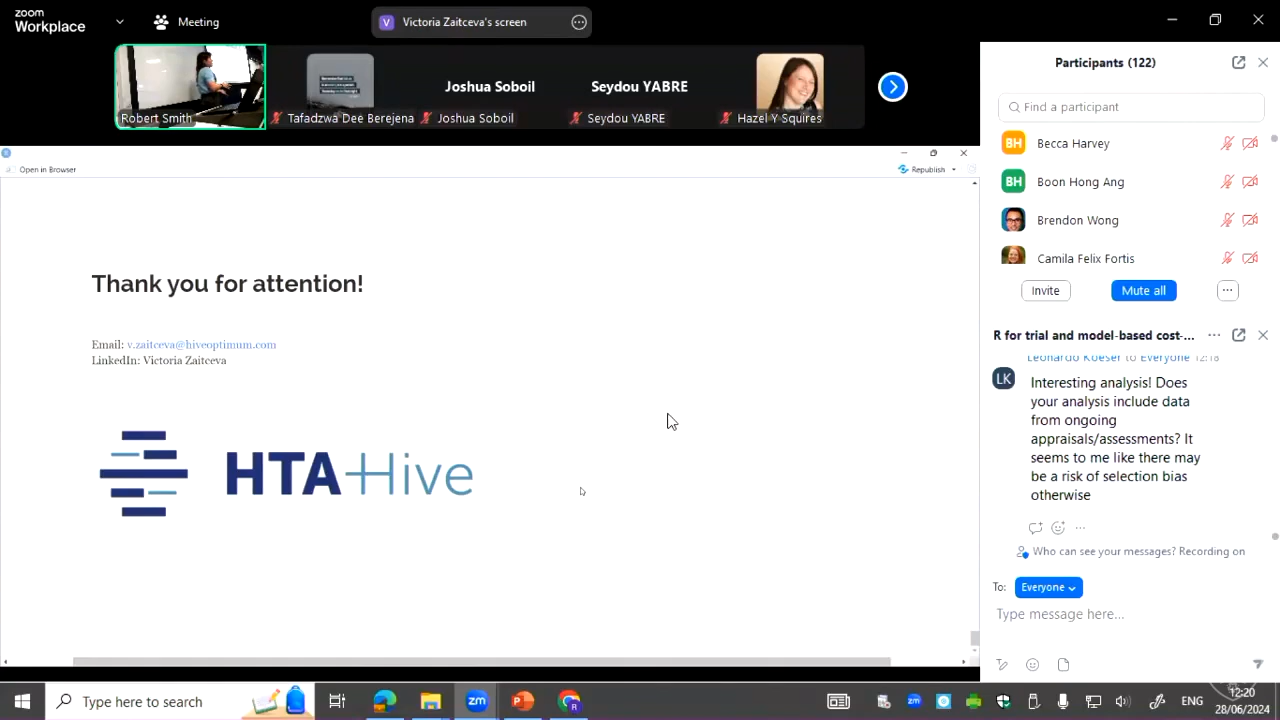 zoom
Workplace
Meeting
V Victoria Zaitceva's screen
Robert Smith
Tafadzwa Dee Berejena
Joshua Soboil
Joshua Soboil
Seydou YABRE
Seydou YABRE
Hazel Y Squires
Open in Browser
Republish
Thank you for attention!
Email: v.zaitceva@hiveoptimum.com
LinkedIn: Victoria Zaitceva
HTA-Hive
Participants (122)
Find a participant
BH Becca Harvey
BH Boon Hong Ang
Brendon Wong
Camila Felix Fortis
Invite
Mute all
R for trial and model-based cost-...
Leonardo Koeser to Everyone 12:18
LK
Interesting analysis! Does
your analysis include data
from ongoing
appraisals/assessments? It
seems to me like there may
be a risk of selection bias
otherwise
Who can see your messages? Recording on
To: Everyone
Type message here...
Type here to search
zm
ENG
12:20
28/06/2024